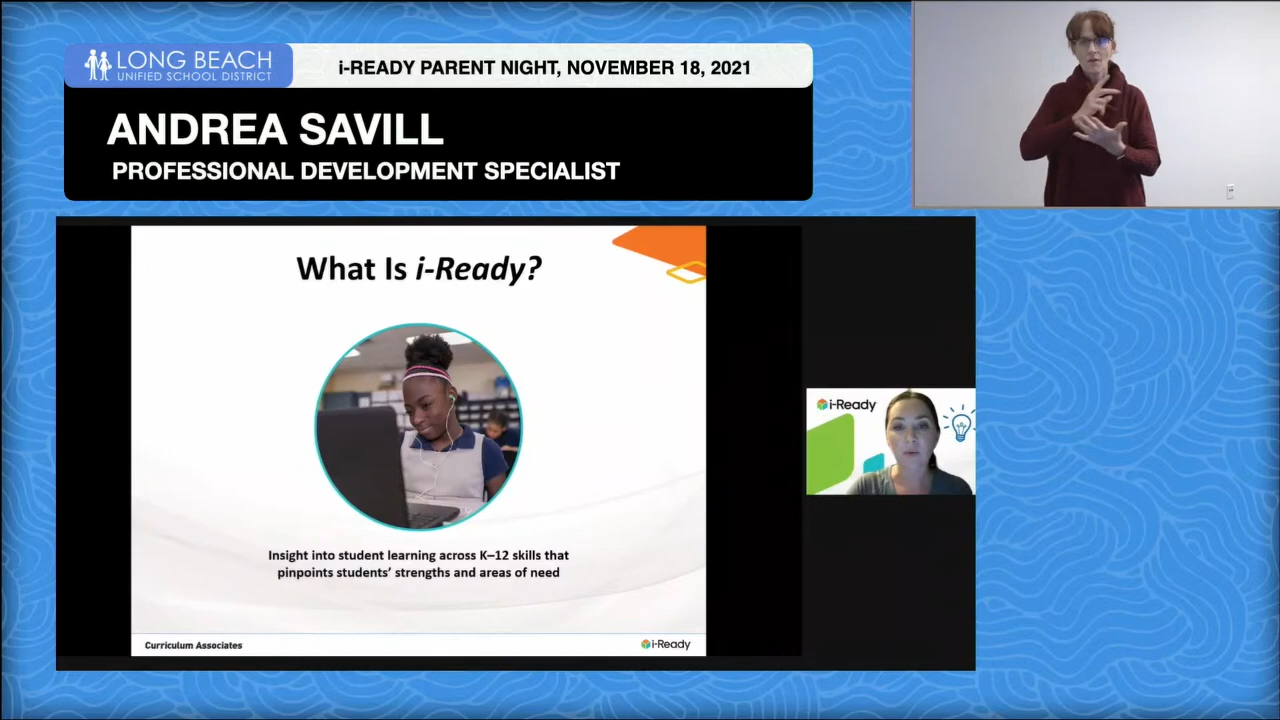 LONG BEACH
UNIFIED SCHOOL DISTRICT
i-READY PARENT NIGHT, NOVEMBER 18, 2021
ANDREA SAVILL
PROFESSIONAL DEVELOPMENT SPECIALIST
What Is i-Ready?
i-Ready
Insight into student learning across K–12 skills that
pinpoints students’ strengths and areas of need
Curriculum Associates
i-Ready